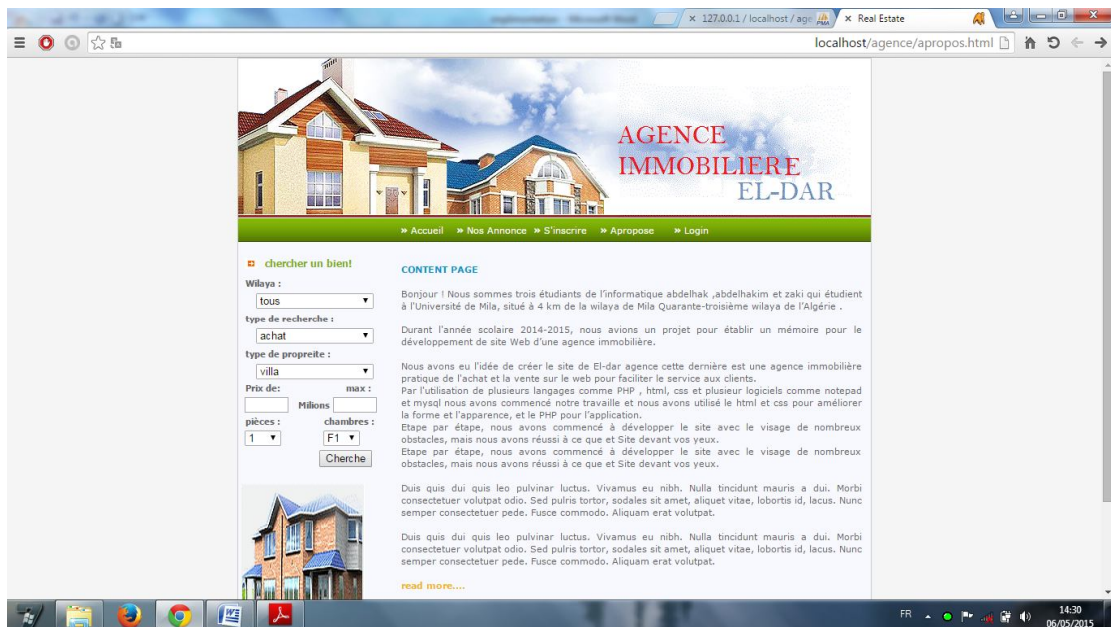 127.0.0.1 / localhost / age
Real Estate
localhost/agence/apropos.html
AGENCE
IMMOBILIERE
EL-DAR
» Accueil » Nos Annonce » S'inscrire » Apropose » Login
chercher un bien!
Wilaya :
tous
type de recherche :
achat
type de propreite :
villa
Prix de: max :
Milions
pièces : chambres :
1 F1
Cherche
CONTENT PAGE
Bonjour ! Nous sommes trois étudiants de l'informatique abdelhak ,abdelhakim et zaki qui étudient
à l'Université de Mila, situé à 4 km de la wilaya de Mila Quarante-troisième wilaya de l'Algérie .
Durant l'année scolaire 2014-2015, nous avions un projet pour établir un mémoire pour le
développement de site Web d'une agence immobilière.
Nous avons eu l'idée de créer le site de El-dar agence cette dernière est une agence immobilière
pratique de l'achat et la vente sur le web pour faciliter le service aux clients.
Par l'utilisation de plusieurs langages comme PHP , html, css et plusieur logiciels comme notepad
et mysql nous avons commencé notre travaille et nous avons utilisé le html et css pour améliorer
la forme et l'apparence, et le PHP pour l'application.
Etape par étape, nous avons commencé à développer le site avec le visage de nombreux
obstacles, mais nous avons réussi à ce que et Site devant vos yeux.
Etape par étape, nous avons commencé à développer le site avec le visage de nombreux
obstacles, mais nous avons réussi à ce que et Site devant vos yeux.
Duis quis dui quis leo pulvinar luctus. Vivamus eu nibh. Nulla tincidunt mauris a dui. Morbi
consectetuer volutpat odio. Sed pulris tortor, sodales sit amet, aliquet vitae, lobortis id, lacus. Nunc
semper consectetuer pede. Fusce commodo. Aliquam erat volutpat.
Duis quis dui quis leo pulvinar luctus. Vivamus eu nibh. Nulla tincidunt mauris a dui. Morbi
consectetuer volutpat odio. Sed pulris tortor, sodales sit amet, aliquet vitae, lobortis id, lacus. Nunc
semper consectetuer pede. Fusce commodo. Aliquam erat volutpat.
read more....
FR
14:30
06/05/2015